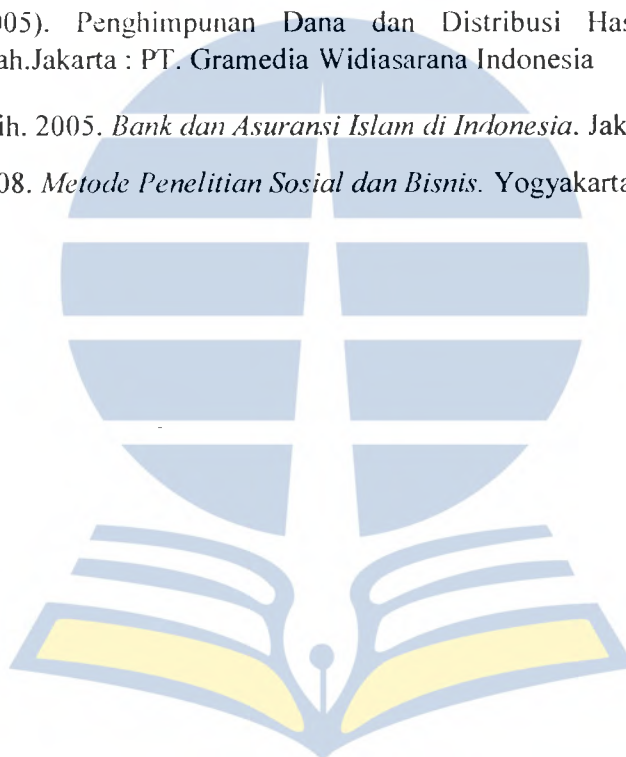 005). Penghimpunan Dana dan Distribusi Has
ah.Jakarta : PT. Gramedia Widiasarana Indonesia
ih. 2005. Bank dan Asuransi Islam di Indonesia. Jak
08. Metode Penelitian Sosial dan Bisnis. Yogyakarta